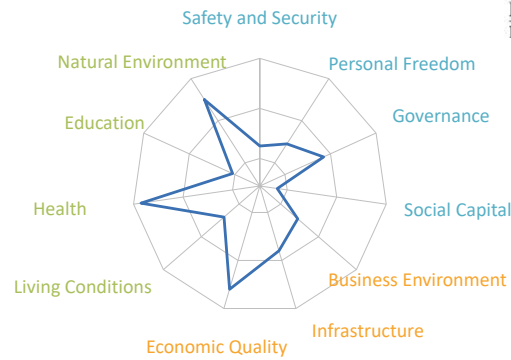 Safety and Security
Natural Environment
Personal Freedom
Education
Governance
Health
Social Capital
Living Conditions
Business Environment
Infrastructure
Economic Quality